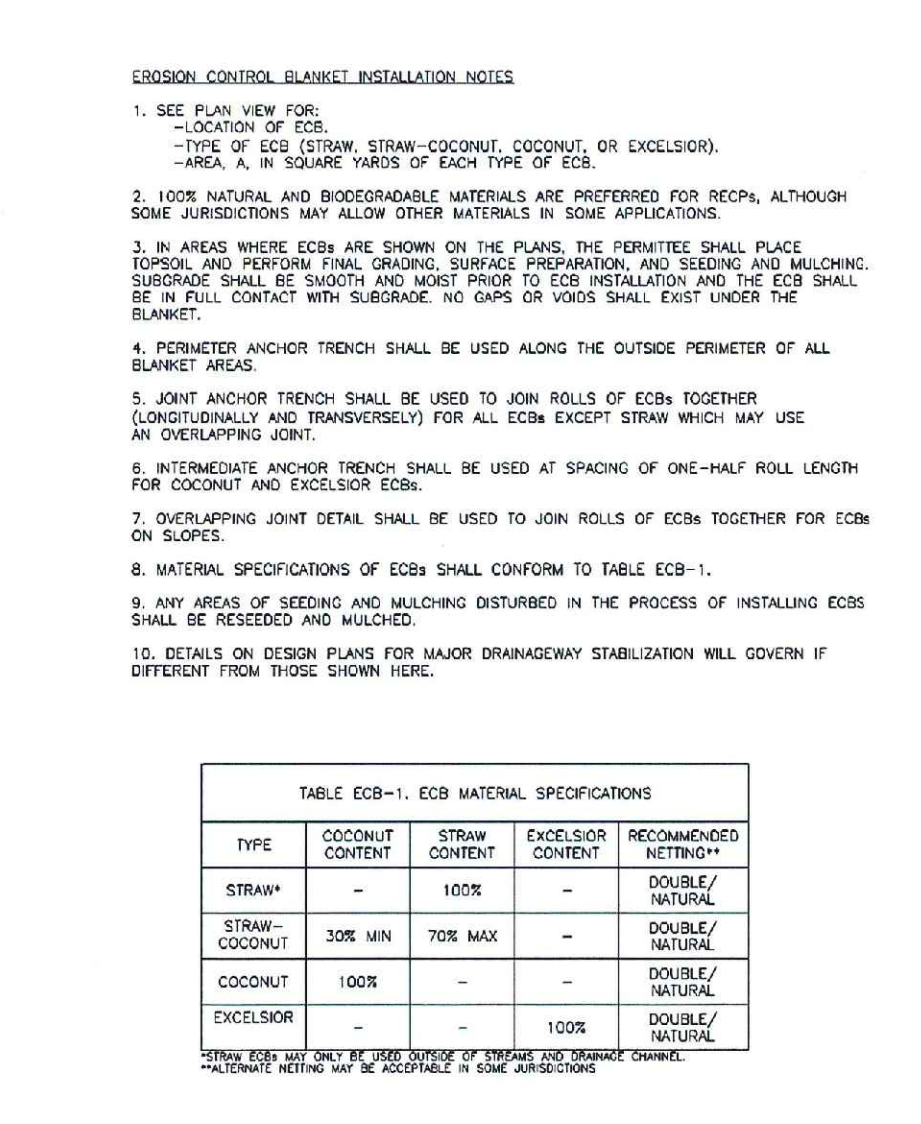 EROSION CONTROL BLANKET INSTALLATION NOTES
1. SEE PLAN VIEW FOR:
-LOCATION OF ECB.
-TYPE OF ECB (STRAW, STRAW-COCONUT, COCONUT, OR EXCELSIOR).
-AREA, A, IN SQUARE YARDS OF EACH TYPE OF ECB.
2. 100% NATURAL AND BIODEGRADABLE MATERIALS ARE PREFERRED FOR RECPs, ALTHOUGH
SOME JURISDICTIONS MAY ALLOW OTHER MATERIALS IN SOME APPLICATIONS.
3. IN AREAS WHERE ECBs ARE SHOWN ON THE PLANS, THE PERMITTEE SHALL PLACE
TOPSOIL AND PERFORM FINAL GRADING, SURFACE PREPARATION, AND SEEDING AND MULCHING.
SUBGRADE SHALL BE SMOOTH AND MOIST PRIOR TO ECB INSTALLATION AND THE ECB SHALL
BE IN FULL CONTACT WITH SUBGRADE. NO GAPS OR VOIDS SHALL EXIST UNDER THE
BLANKET.
4. PERIMETER ANCHOR TRENCH SHALL BE USED ALONG THE OUTSIDE PERIMETER OF ALL
BLANKET AREAS.
5. JOINT ANCHOR TRENCH SHALL BE USED TO JOIN ROLLS OF ECBs TOGETHER
(LONGITUDINALLY AND TRANSVERSELY) FOR ALL ECBs EXCEPT STRAW WHICH MAY USE
AN OVERLAPPING JOINT.
6. INTERMEDIATE ANCHOR TRENCH SHALL BE USED AT SPACING OF ONE-HALF ROLL LENGTH
FOR COCONUT AND EXCELSIOR ECBs.
7. OVERLAPPING JOINT DETAIL SHALL BE USED TO JOIN ROLLS OF ECBs TOGETHER FOR ECBs
ON SLOPES.
8. MATERIAL SPECIFICATIONS OF ECBs SHALL CONFORM TO TABLE ECB-1.
9. ANY AREAS OF SEEDING AND MULCHING DISTURBED IN THE PROCESS OF INSTALLING ECBS
SHALL BE RESEEDED AND MULCHED.
10. DETAILS ON DESIGN PLANS FOR MAJOR DRAINAGEWAY STABILIZATION WILL GOVERN IF
DIFFERENT FROM THOSE SHOWN HERE.
TABLE ECB-1. ECB MATERIAL SPECIFICATIONS
TYPE COCONUT CONTENT STRAW CONTENT EXCELSIOR CONTENT RECOMMENDED NETTING**
STRAW* - 100% - DOUBLE/ NATURAL
STRAW- COCONUT 30% MIN 70% MAX - DOUBLE/ NATURAL
COCONUT 100% - - DOUBLE/ NATURAL
EXCELSIOR - - 100% DOUBLE/ NATURAL
*STRAW ECBs MAY ONLY BE USED OUTSIDE OF STREAMS AND DRAINAGE CHANNEL.
**ALTERNATE NETTING MAY BE ACCEPTABLE IN SOME JURISDICTIONS